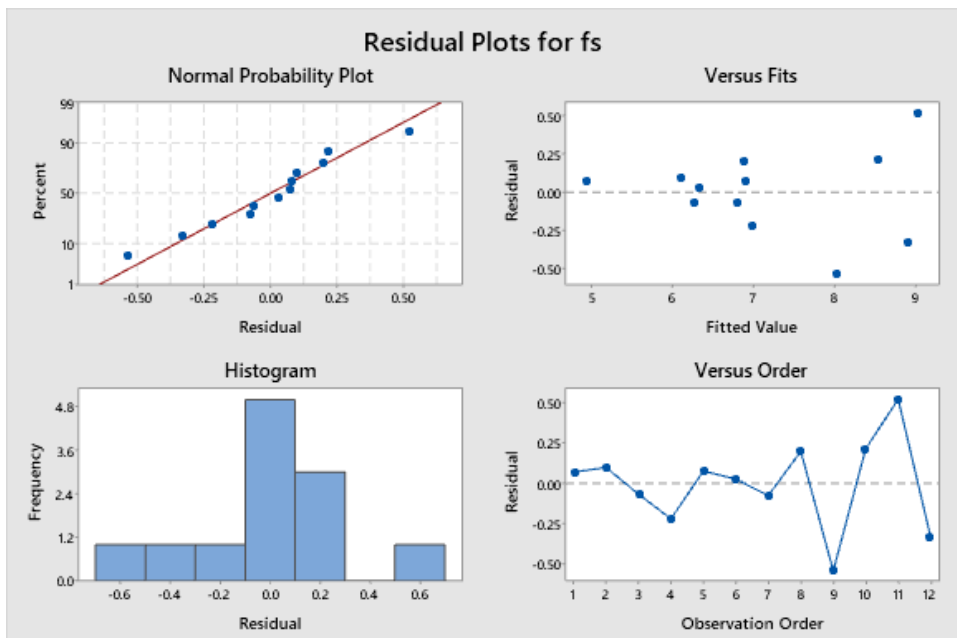 Residual Plots for fs
Normal Probability Plot
99
90
50
10
1
Percent
-0.50 -0.25 0.00 0.25 0.50
Residual
Versus Fits
0.50
0.25
0.00
-0.25
-0.50
Residual
5 6 7 8 9
Fitted Value
Histogram
4.8
3.6
2.4
1.2
0.0
Frequency
-0.6 -0.4 -0.2 0.0 0.2 0.4 0.6
Residual
Versus Order
0.50
0.25
0.00
-0.25
-0.50
Residual
1 2 3 4 5 6 7 8 9 10 11 12
Observation Order